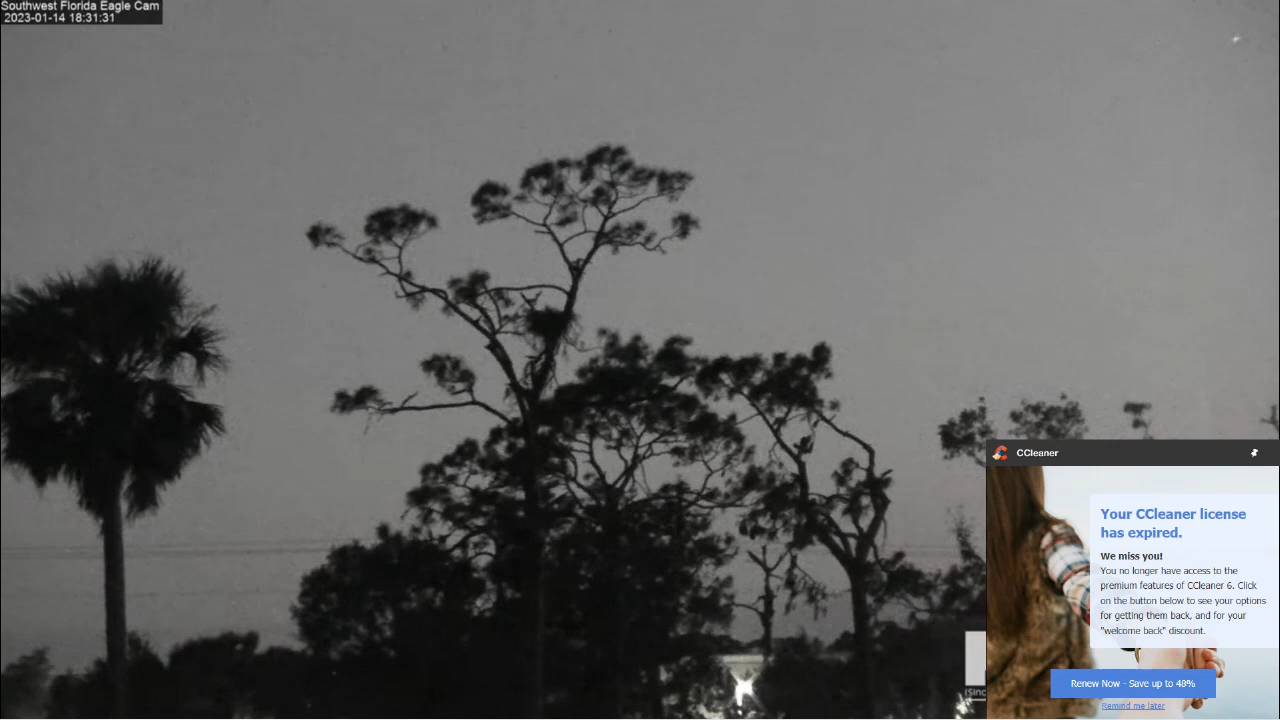 Southwest Florida Eagle Cam
2023-01-14 18:31:31
CCleaner
Your CCleaner license
has expired.
We miss you!
You no longer have access to the
premium features of CCleaner 6. Click
on the button below to see your options
for getting them back, and for your
"welcome back" discount.
(Sinc
Renew Now - Save up to 48%
Remind me later